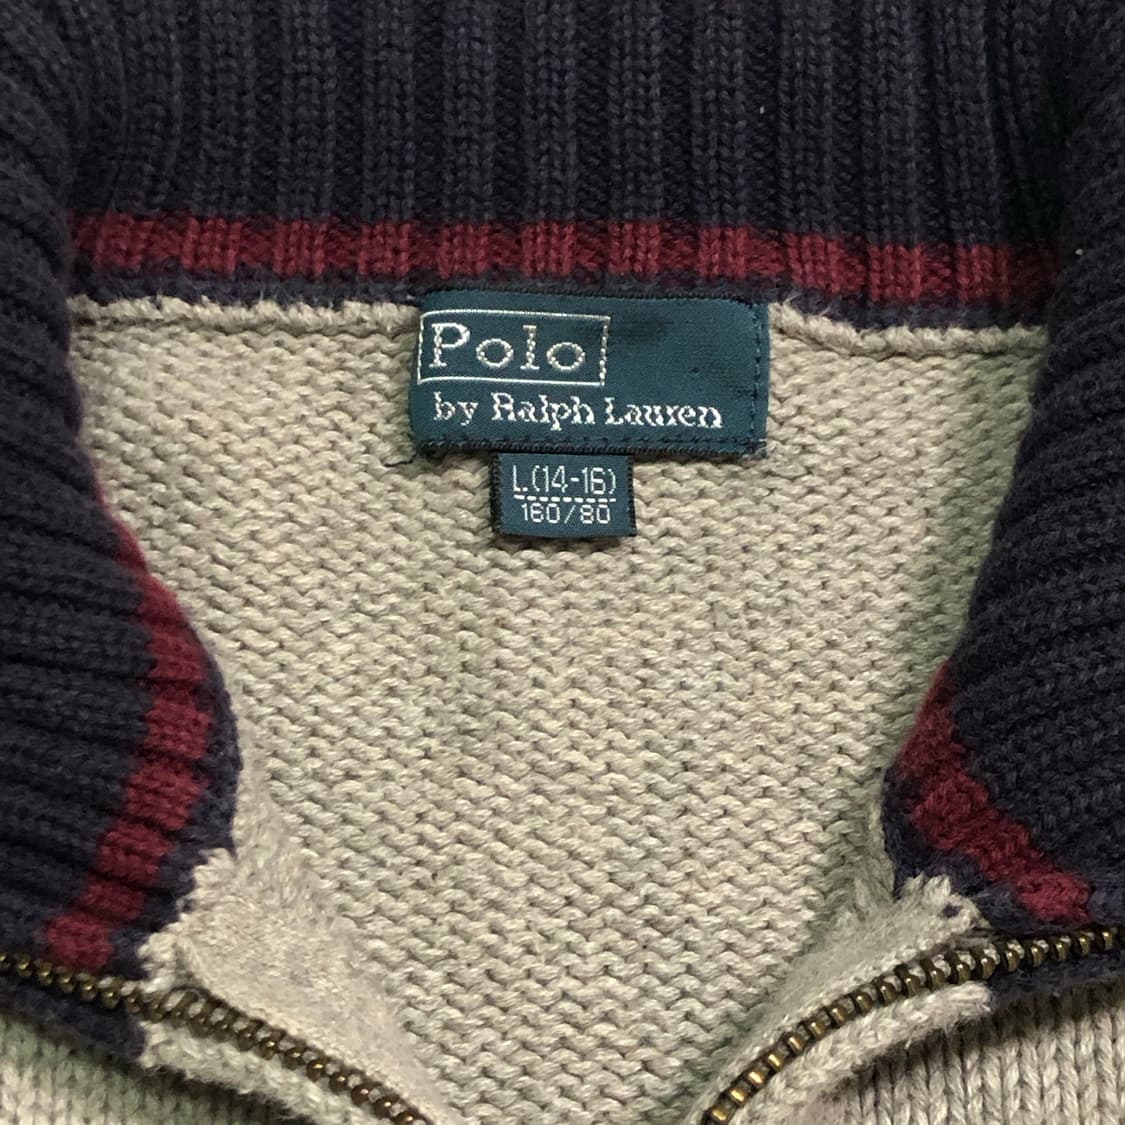 Polo
by Ralph Lauren
L(14-16)
160/80